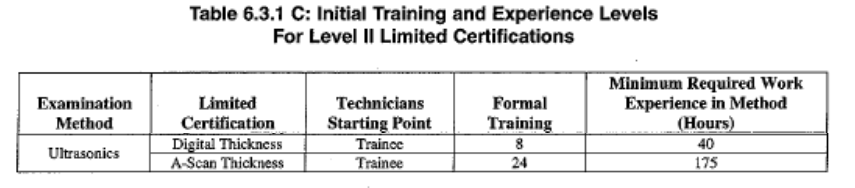 Table 6.3.1 C: Initial Training and Experience Levels
For Level II Limited Certifications
Examination Method Limited Certification Technicians Starting Point Formal Training Minimum Required Work Experience in Method (Hours)
Ultrasonics Digital Thickness Trainee 8 40
A-Scan Thickness Trainee 24 175